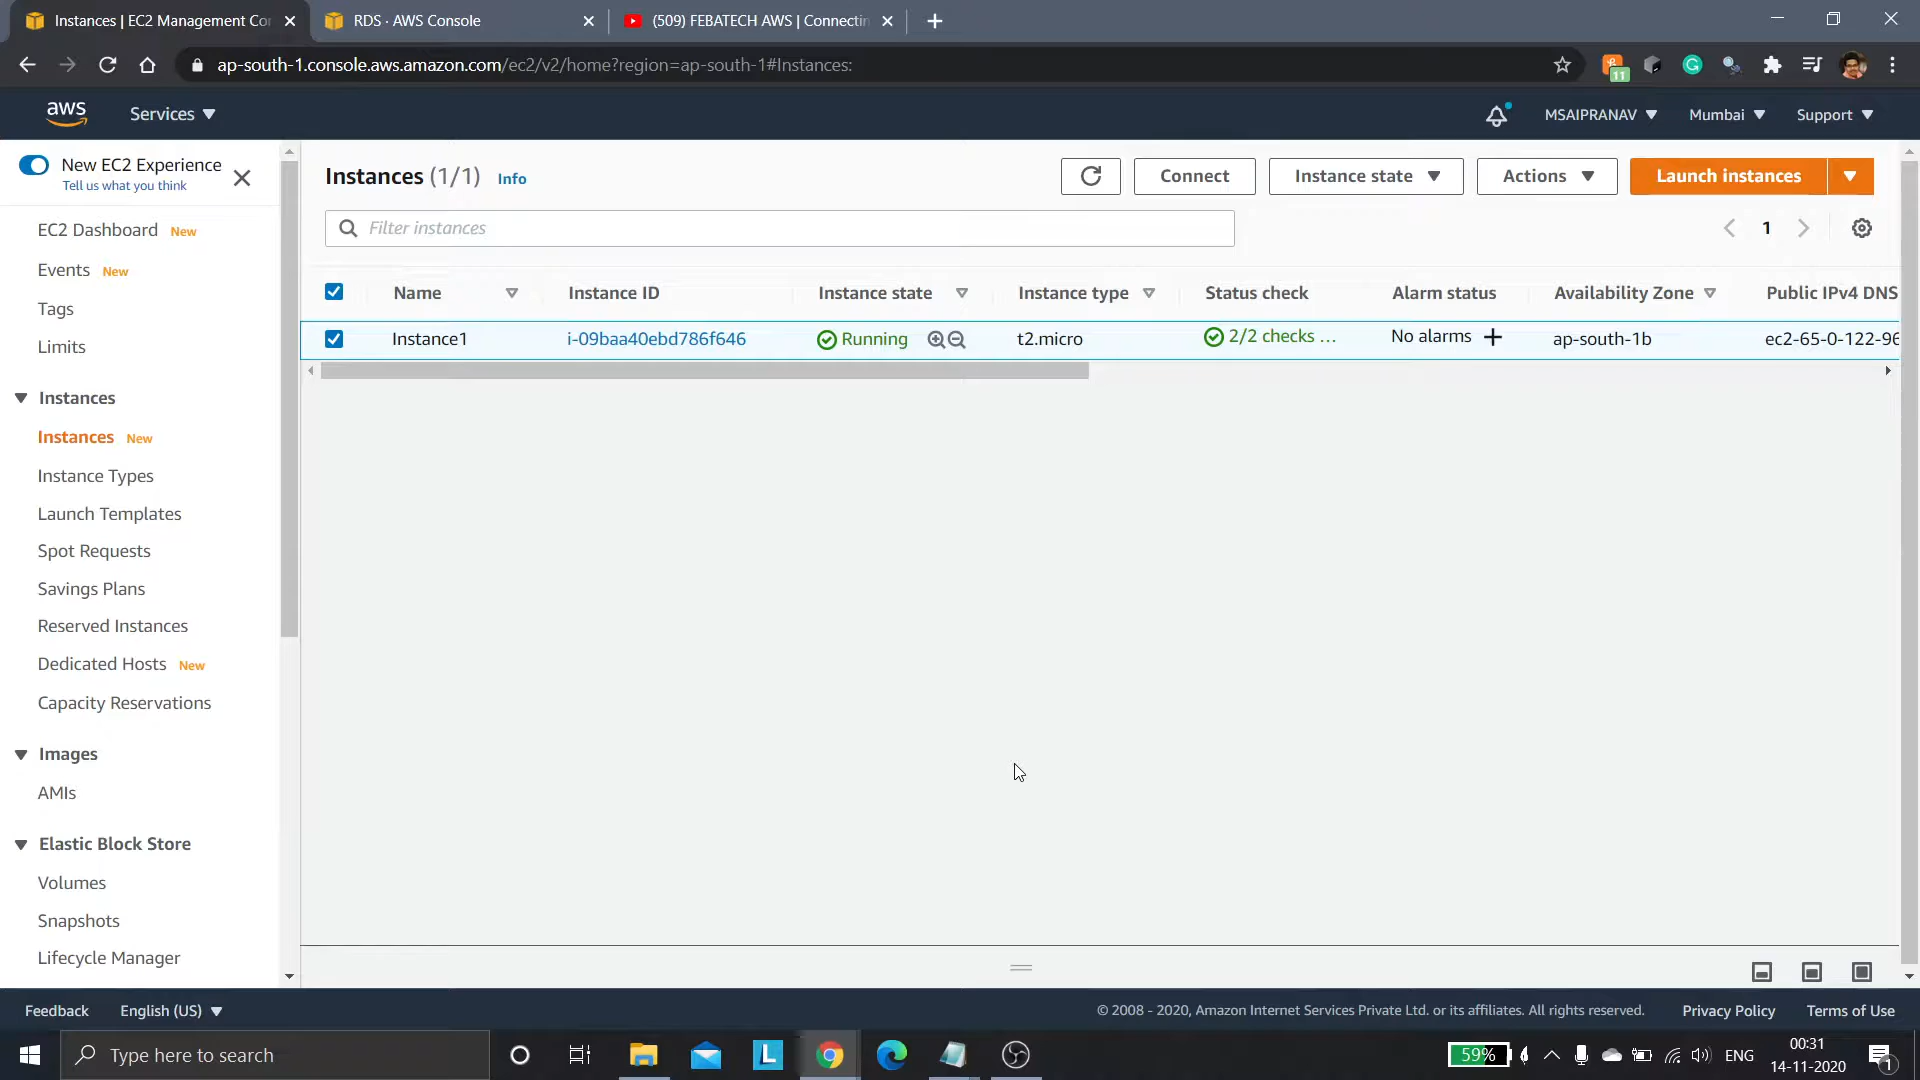 Instances | EC2 Management Co
RDS · AWS Console
(509) FEBATECH AWS | Connectin
ap-south-1.console.aws.amazon.com/ec2/v2/home?region=ap-south-1#Instances:
11
aws
Services
MSAIPRANAV
Mumbai
Support
New EC2 Experience
Tell us what you think
EC2 Dashboard New
Events New
Tags
Limits
Instances
Instances New
Instance Types
Launch Templates
Spot Requests
Savings Plans
Reserved Instances
Dedicated Hosts New
Capacity Reservations
Images
AMIs
Elastic Block Store
Volumes
Snapshots
Lifecycle Manager
Instances (1/1) Info
Connect
Instance state
Actions
Launch instances
Filter instances
1
Name Instance ID Instance state Instance type Status check Alarm status Availability Zone Public IPv4 DNS
Instance1 i-09baa40ebd786f646 Running t2.micro 2/2 checks ... No alarms + ap-south-1b ec2-65-0-122-96
Feedback
English (US)
© 2008 - 2020, Amazon Internet Services Private Ltd. or its affiliates. All rights reserved.
Privacy Policy
Terms of Use
Type here to search
L
59%
ENG
00:31
14-11-2020
1